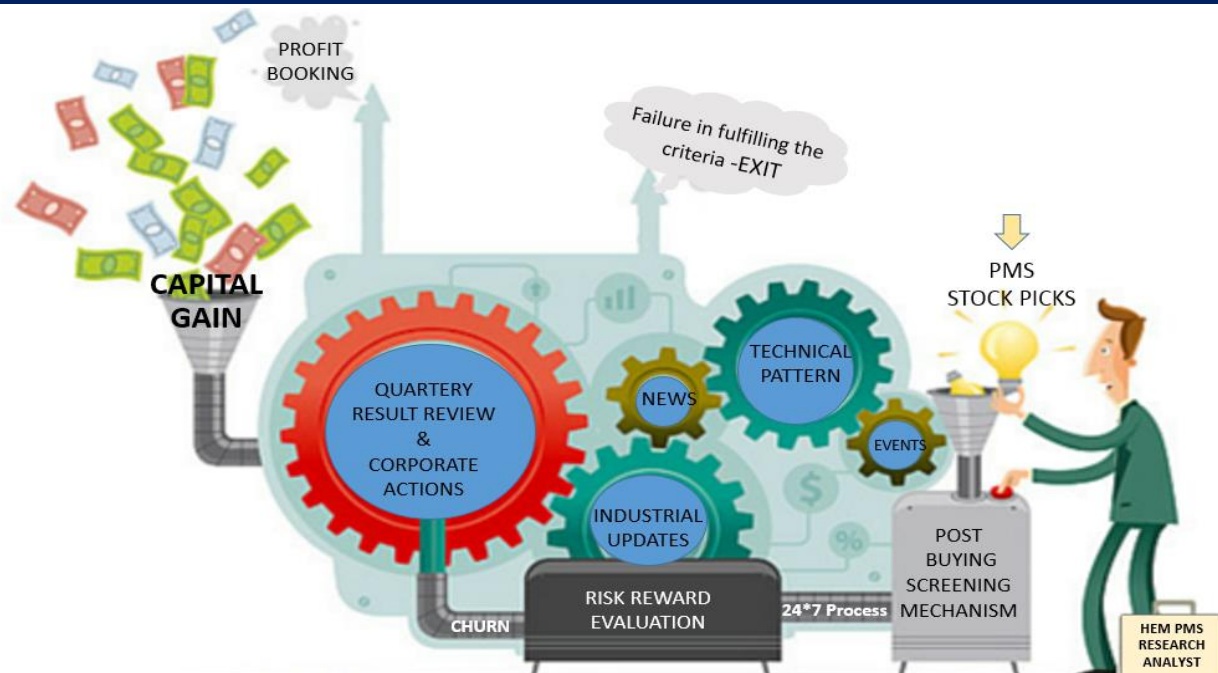 PROFIT
BOOKING
Failure in fulfilling the
criteria -EXIT
PMS
STOCK PICKS
CAPITAL
GAIN
QUARTERY
RESULT REVIEW
&
CORPORATE
ACTIONS
NEWS
TECHNICAL
PATTERN
EVENTS
INDUSTRIAL
UPDATES
$
%
POST
BUYING
SCREENING
MECHANISM
RISK REWARD
EVALUATION
24*7 Process
CHURN
HEM PMS
RESEARCH
ANALYST